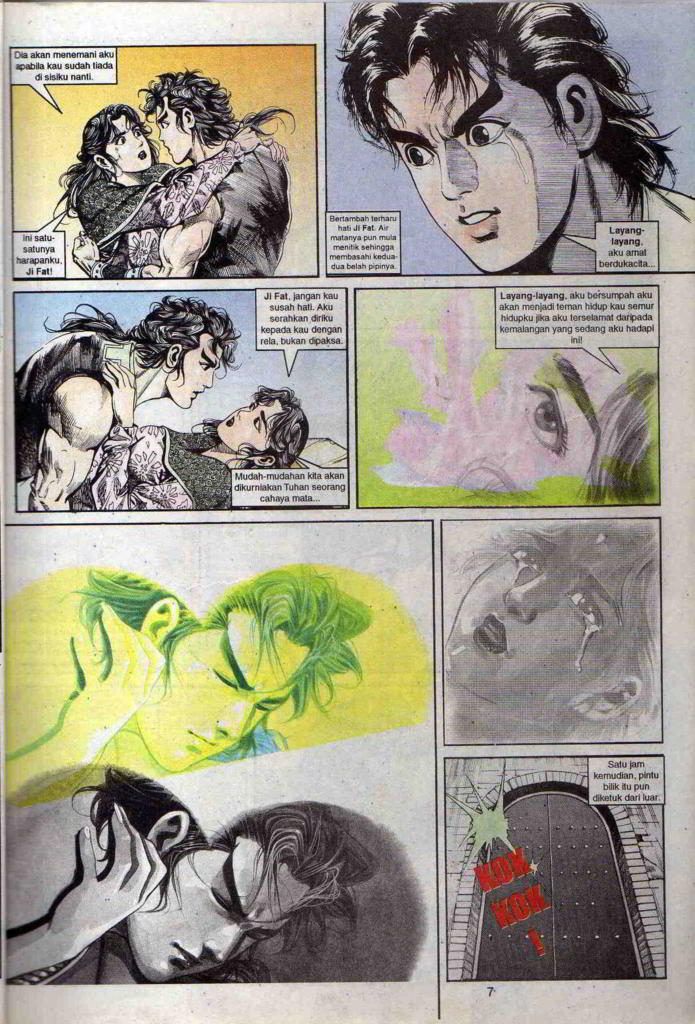 Dia akan menemani aku
apabila kau sudah tiada
di sisiku nanti.
Ini satu-
satunya
harapanku,
Ji Fat!
Bertambah terharu
hati Ji Fat. Air
matanya pun mula
menitik sehingga
membasahi kedua-
dua belah pipinya.
Layang-
layang,
aku amat
berdukacita...
Ji Fat, jangan kau
susah hati. Aku
serahkan diriku
kepada kau dengan
rela, bukan dipaksa.
Mudah-mudahan kita akan
dikurniakan Tuhan seorang
cahaya mata...
Layang-layang, aku bersumpah aku
akan menjadi teman hidup kau semur
hidupku jika aku terselamat daripada
kemalangan yang sedang aku hadapi
ini!
Satu jam
kemudian, pintu
bilik itu pun
diketuk dari luar.
KOK
KOK
!
7